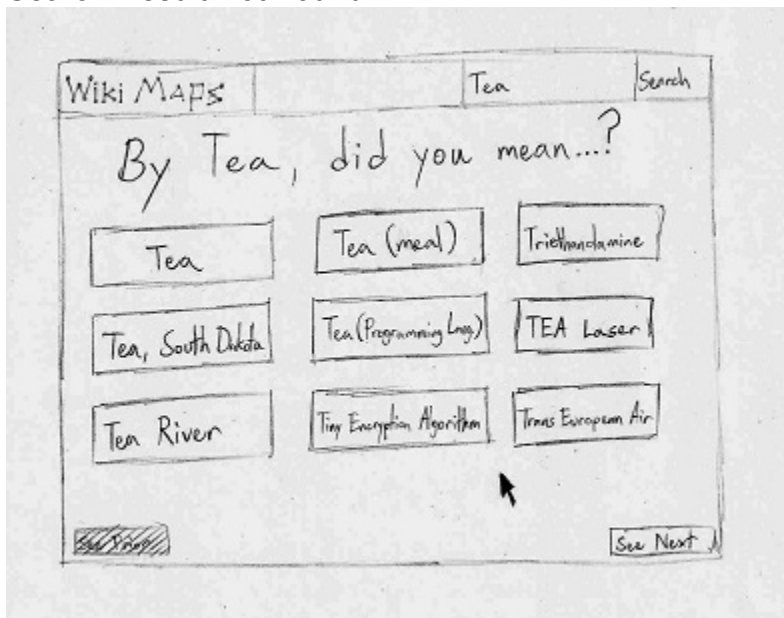 Wiki Maps Tea Search
By Tea, did you mean...?
Tea Tea (meal) Triethanolamine
Tea, South Dakota Tea (Programming Lang.) TEA Laser
Tea River Tiny Encryption Algorithm Trans European Air
See Next